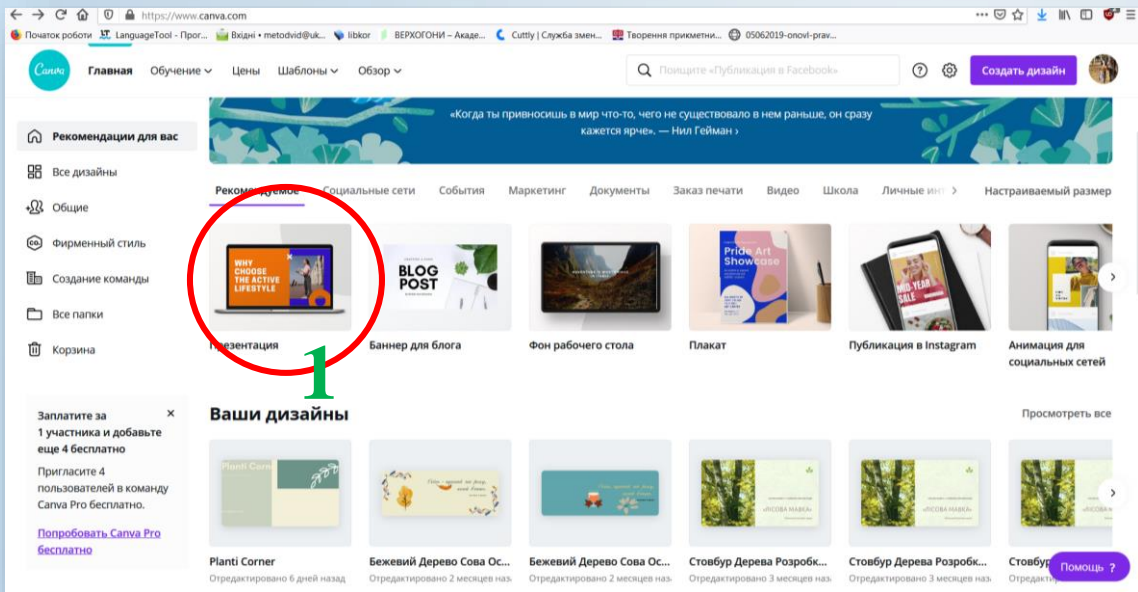 https://www.canva.com
Початок роботи
LanguageTool - Прог...
Вхідні • metodvid@uk...
libkor
ВЕРХОГОНИ – Акаде...
Cuttly | Служба змен...
Творення прикметни...
05062019-onovl-prav...
Canva
Главная
Обучение
Цены
Шаблоны
Обзор
Поищите «Публикация в Facebook»
Создать дизайн
«Когда ты привносишь в мир что-то, чего не существовало в нем раньше, он сразу
кажется ярче». — Нил Гейман ›
Рекомендации для вас
Все дизайны
Общие
Фирменный стиль
Создание команды
Все папки
Корзина
Рекомендуемое
Социальные сети
События
Маркетинг
Документы
Заказ печати
Видео
Школа
Личные
Настраиваемый размер
WHY
CHOOSE
THE ACTIVE
LIFESTYLE
BLOG
POST
Pride Art
Showcase
MID-YEAR
SALE
Презентация
Баннер для блога
Фон рабочего стола
Плакат
Публикация в Instagram
Анимация для
социальных сетей
1
Заплатите за
1 участника и добавьте
еще 4 бесплатно
Пригласите 4
пользователей в команду
Canva Pro бесплатно.
Попробовать Canva Pro
бесплатно
Ваши дизайны
Просмотреть все
Planti Corn
«ЛІСОВА МАВКА»
«ЛІСОВА МАВКА»
Planti Corner
Отредактировано 6 дней назад
Бежевий Дерево Сова Ос...
Отредактировано 2 месяцев наз
Бежевий Дерево Сова Ос...
Отредактировано 2 месяцев наз
Стовбур Дерева Розробк...
Отредактировано 3 месяцев наз
Стовбур Дерева Розробк...
Отредактировано 3 месяцев наз
Стовбур
Помощь ?